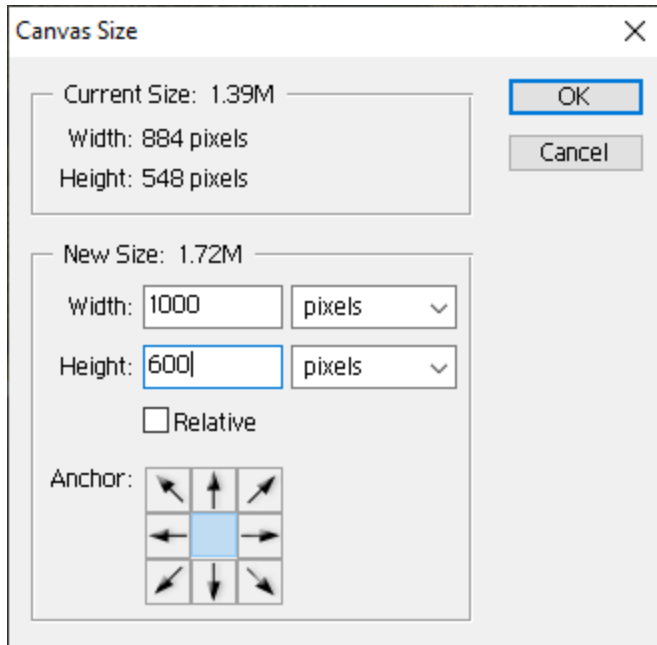 Canvas Size
Current Size: 1.39M
OK
Width: 884 pixels
Cancel
Height: 548 pixels
New Size: 1.72M
Width: 1000 pixels
Height: 600 pixels
Relative
Anchor: